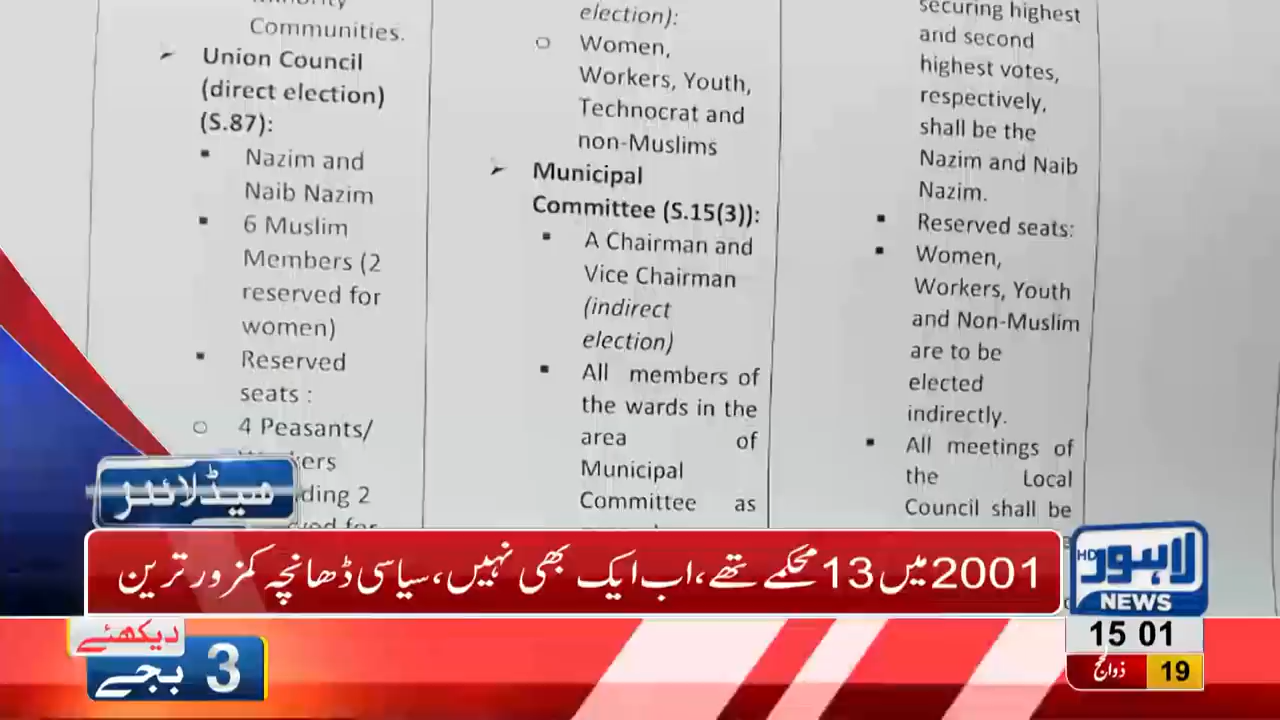 Communities.
➢ Union Council
(direct election)
(S.87):
▪ Nazim and
Naib Nazim
▪ 6 Muslim
Members (2
reserved for
women)
▪ Reserved
seats :
o 4 Peasants/
election):
o Women,
Workers, Youth,
Technocrat and
non-Muslims
➢ Municipal
Committee (S.15(3)):
▪ A Chairman and
Vice Chairman
(indirect
election)
▪ All members of
the wards in the
area of
Municipal
Committee as
securing highest
and second
highest votes,
respectively,
shall be the
Nazim and Naib
Nazim.
▪ Reserved seats:
▪ Women,
Workers, Youth
and Non-Muslim
are to be
elected
indirectly.
▪ All meetings of
the Local
Council shall be
ہیڈلائنز
2001 میں 13 محکمے تھے، اب ایک بھی نہیں، سیاسی ڈھانچہ کمزور ترین
HD لاہور
NEWS
15 01
19 ذوالحج
دیکھئے
3 بجے